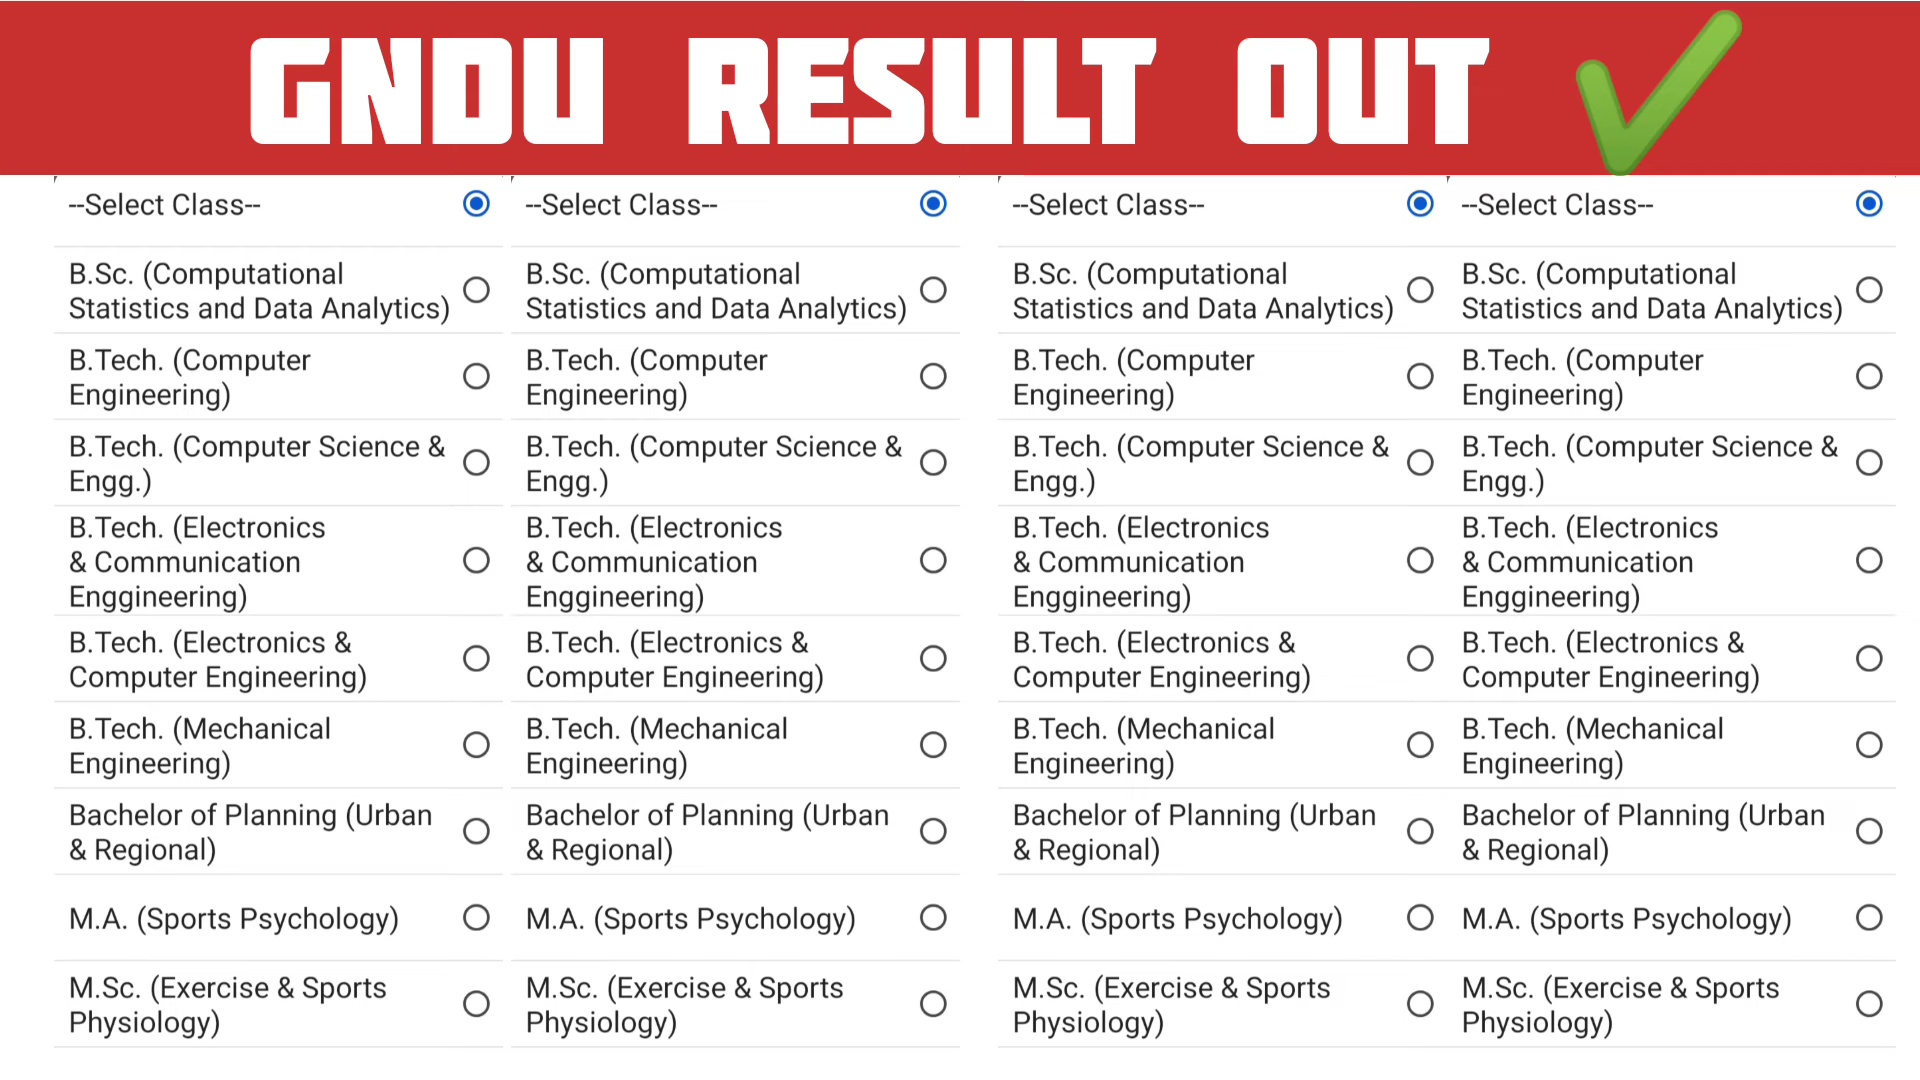 GNDU RESULT OUT
--Select Class--
B.Sc. (Computational
Statistics and Data Analytics)
B.Tech. (Computer
Engineering)
B.Tech. (Computer Science &
Engg.)
B.Tech. (Electronics
& Communication
Enggineering)
B.Tech. (Electronics &
Computer Engineering)
B.Tech. (Mechanical
Engineering)
Bachelor of Planning (Urban
& Regional)
M.A. (Sports Psychology)
M.Sc. (Exercise & Sports
Physiology)
--Select Class--
B.Sc. (Computational
Statistics and Data Analytics)
B.Tech. (Computer
Engineering)
B.Tech. (Computer Science &
Engg.)
B.Tech. (Electronics
& Communication
Enggineering)
B.Tech. (Electronics &
Computer Engineering)
B.Tech. (Mechanical
Engineering)
Bachelor of Planning (Urban
& Regional)
M.A. (Sports Psychology)
M.Sc. (Exercise & Sports
Physiology)
--Select Class--
B.Sc. (Computational
Statistics and Data Analytics)
B.Tech. (Computer
Engineering)
B.Tech. (Computer Science &
Engg.)
B.Tech. (Electronics
& Communication
Enggineering)
B.Tech. (Electronics &
Computer Engineering)
B.Tech. (Mechanical
Engineering)
Bachelor of Planning (Urban
& Regional)
M.A. (Sports Psychology)
M.Sc. (Exercise & Sports
Physiology)
--Select Class--
B.Sc. (Computational
Statistics and Data Analytics)
B.Tech. (Computer
Engineering)
B.Tech. (Computer Science &
Engg.)
B.Tech. (Electronics
& Communication
Enggineering)
B.Tech. (Electronics &
Computer Engineering)
B.Tech. (Mechanical
Engineering)
Bachelor of Planning (Urban
& Regional)
M.A. (Sports Psychology)
M.Sc. (Exercise & Sports
Physiology)